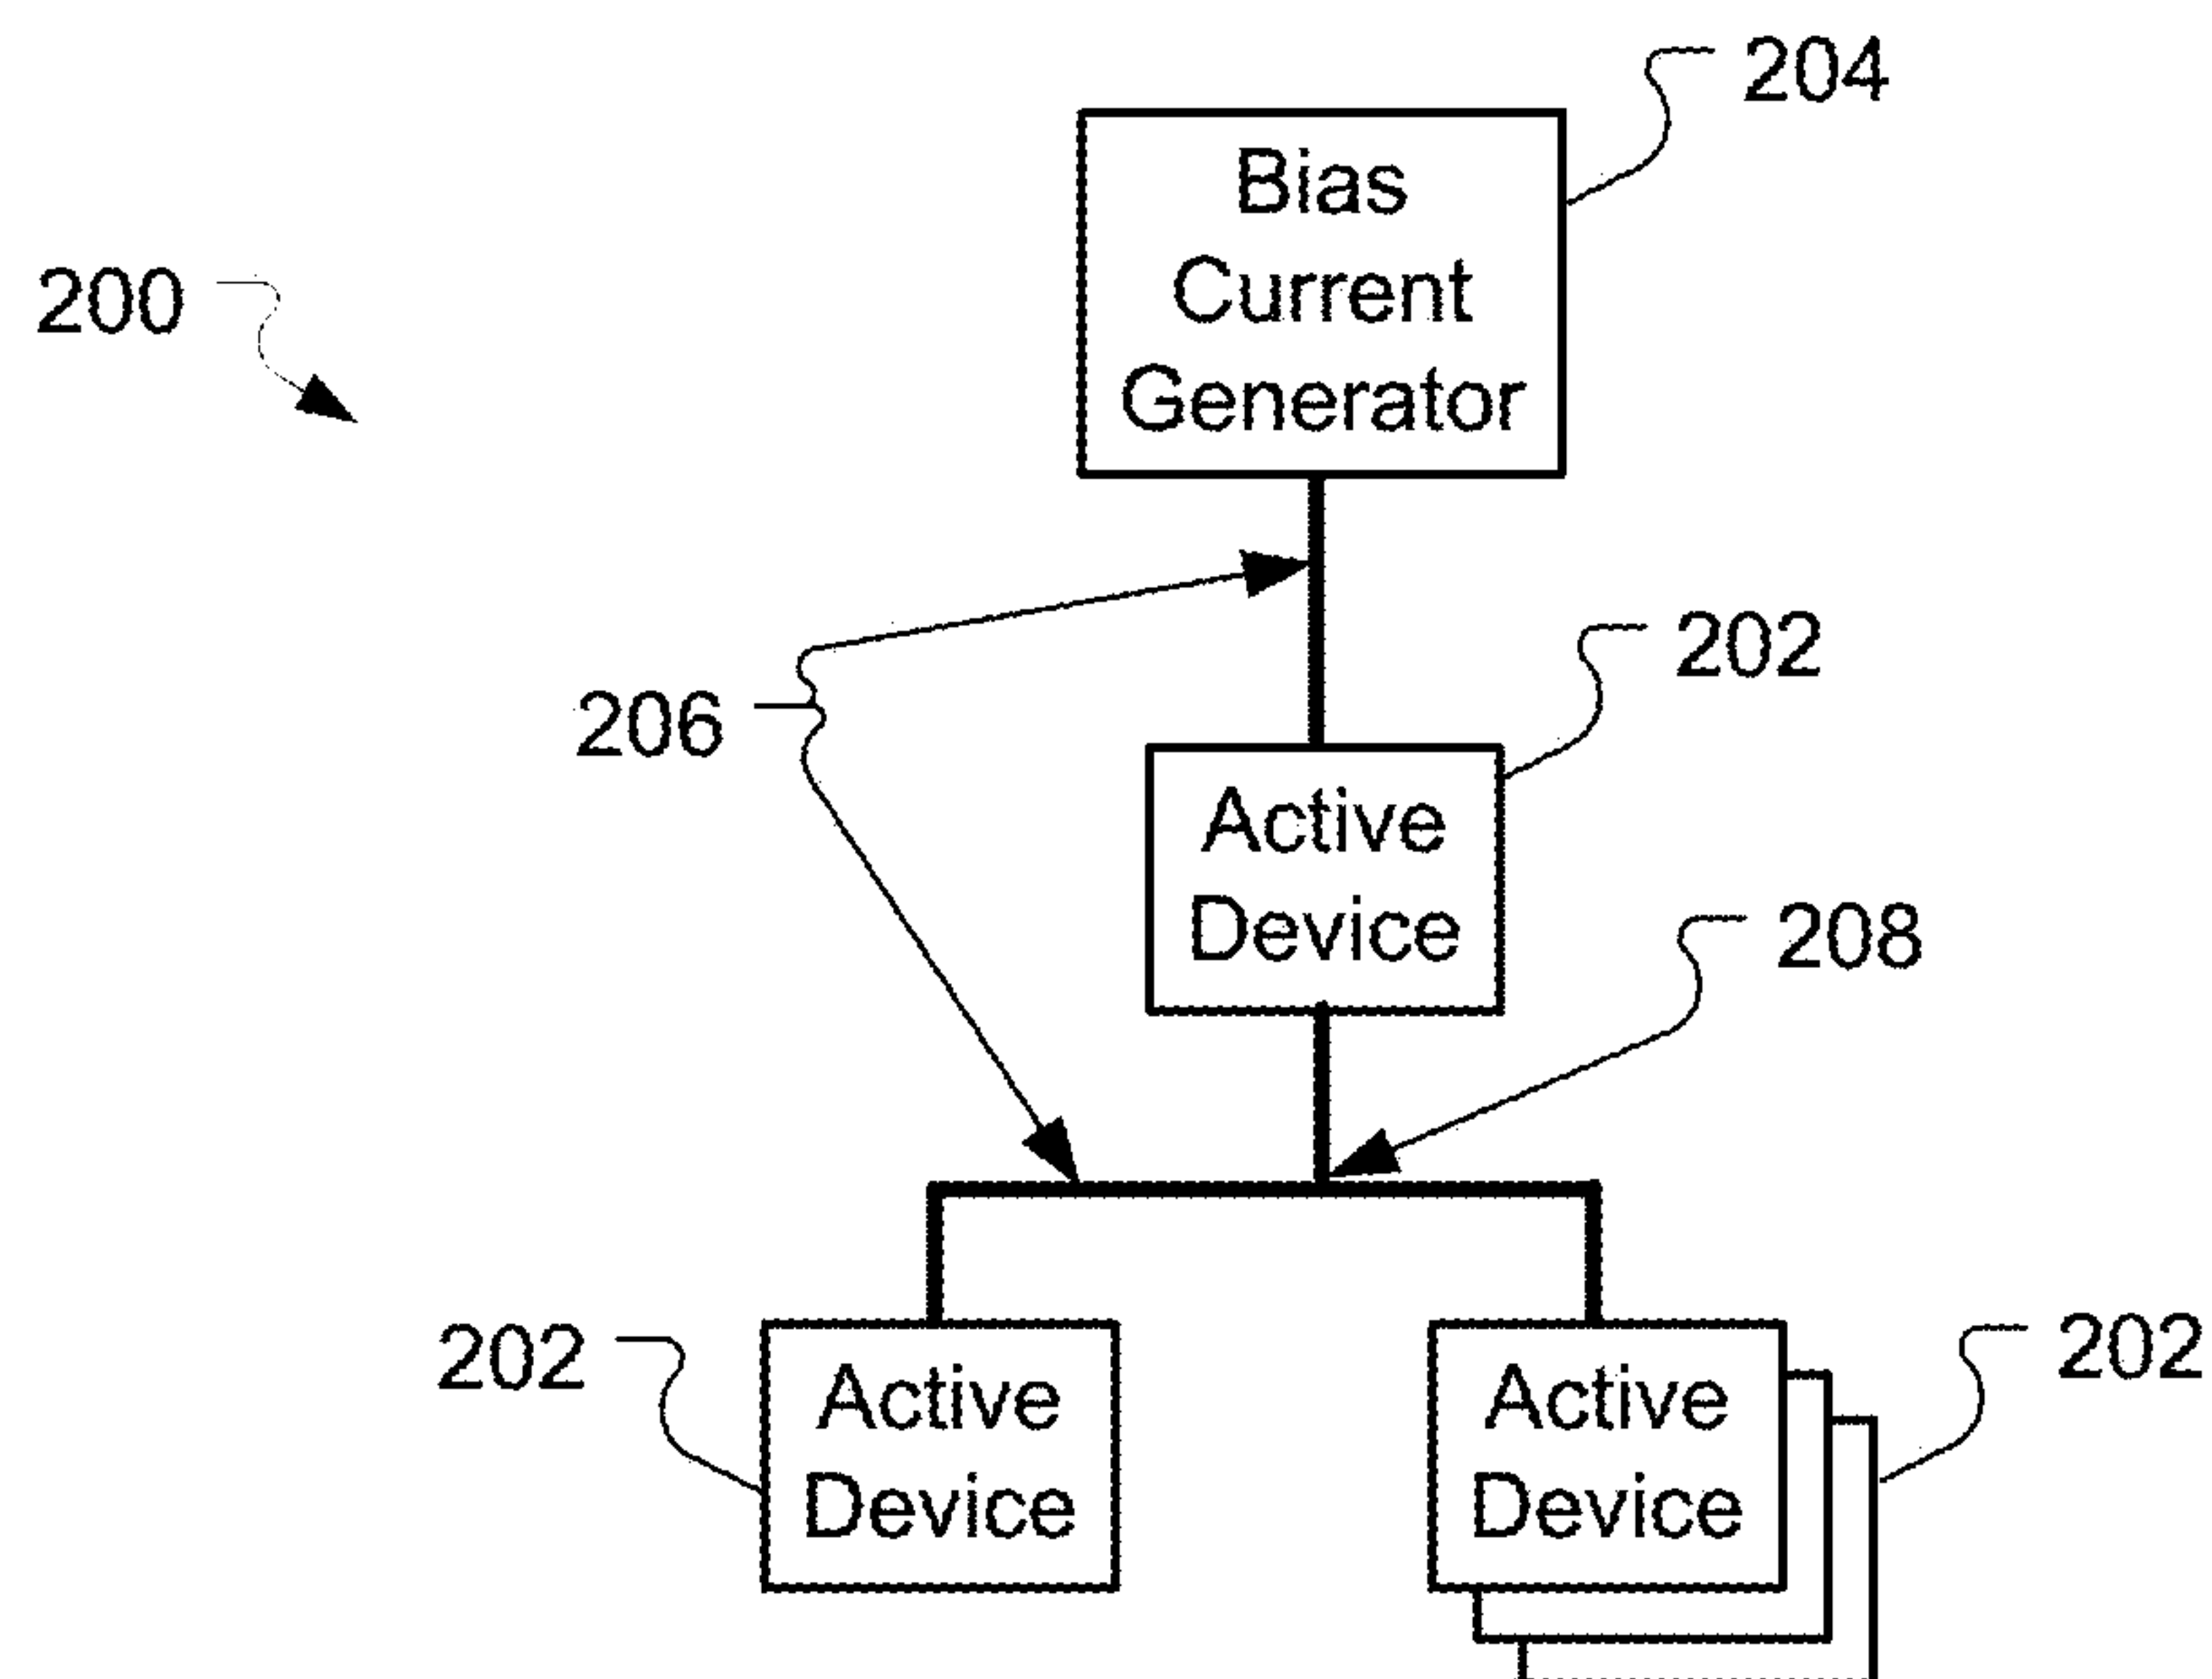 204
Bias
Current
Generator
200
202
206
Active
Device
208
202
202
Active
Device
Active
Device